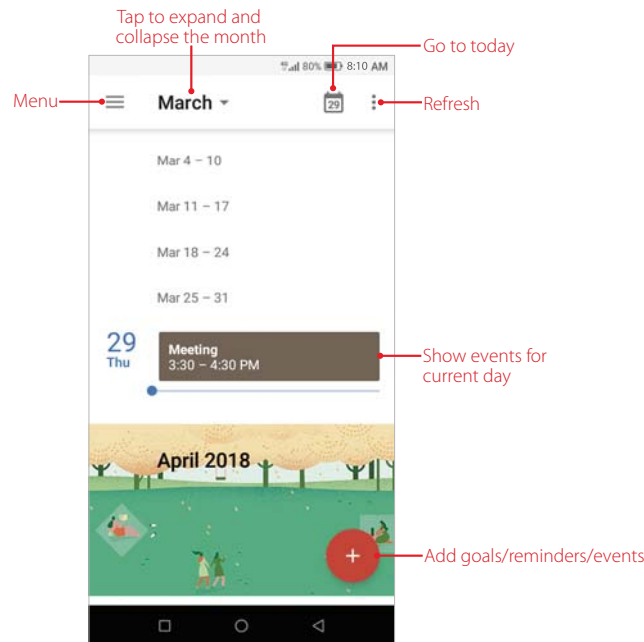 Tap to expand and
collapse the month
Go to today
80% 8:10 AM
Menu
March
29
Refresh
Mar 4 – 10
Mar 11 – 17
Mar 18 – 24
Mar 25 – 31
29
Thu
Meeting
3:30 – 4:30 PM
Show events for
current day
April 2018
+
Add goals/reminders/events